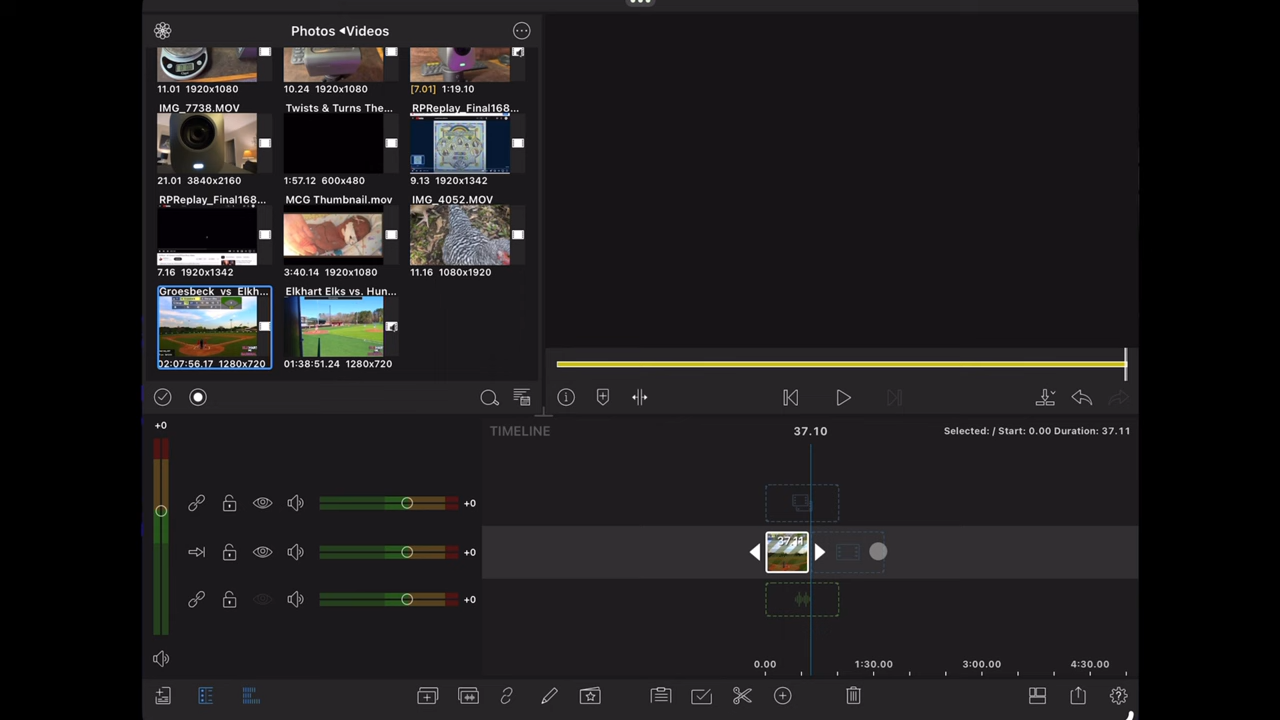 Photos ◂Videos
11.01 1920x1080
10.24 1920x1080
[7.01] 1:19.10
IMG_7738.MOV
Twists & Turns The...
RPReplay_Final168...
21.01 3840x2160
1:57.12 600x480
9.13 1920x1342
RPReplay_Final168...
MCG Thumbnail.mov
IMG_4052.MOV
7.16 1920x1342
3:40.14 1920x1080
11.16 1080x1920
Groesbeck vs Elkh...
Elkhart Elks vs. Hun...
02:07:56.17 1280x720
01:38:51.24 1280x720
+0
TIMELINE
37.10
Selected: / Start: 0.00 Duration: 37.11
+0
37.11
+0
+0
0.00
1:30.00
3:00.00
4:30.00